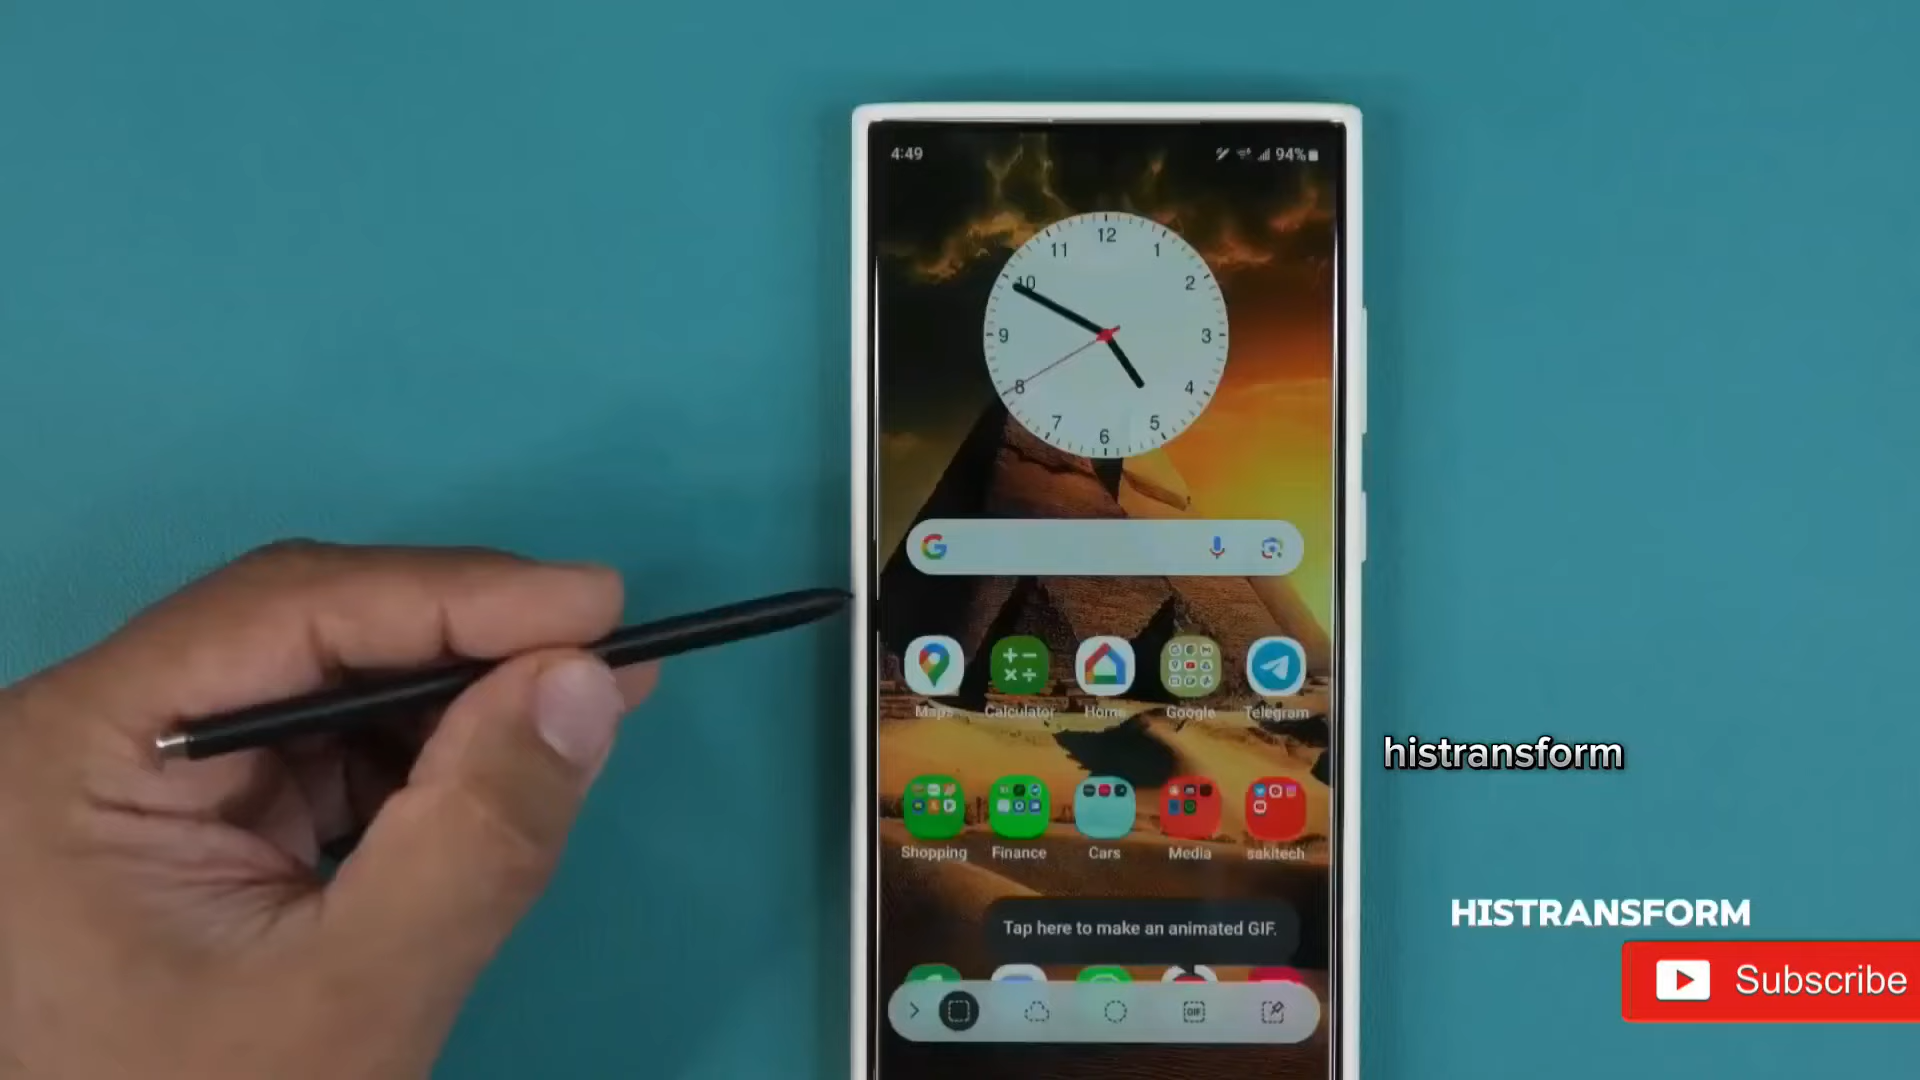 4:49
94%
12
11 1
10 2
9 3
8 4
7 5
6
Maps Calculator Home Google Telegram
histransform
Shopping Finance Cars Media sakitech
HISTRANSFORM
Tap here to make an animated GIF.
Subscribe
GIF